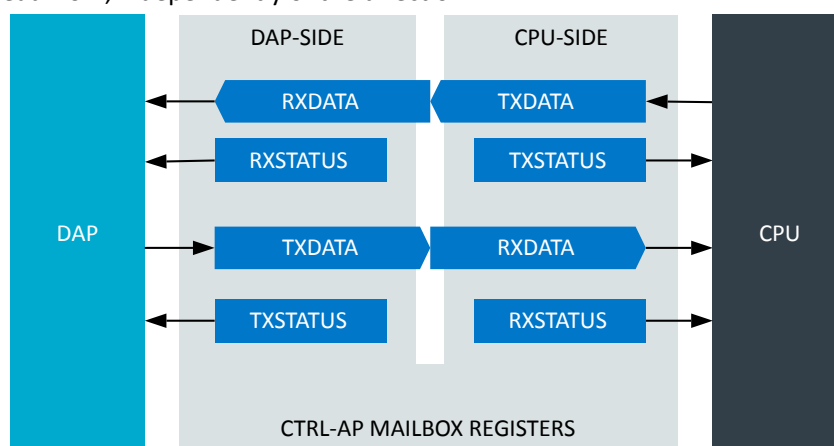 DAP-SIDE CPU-SIDE
RXDATA TXDATA
RXSTATUS TXSTATUS
DAP TXDATA RXDATA CPU
TXSTATUS RXSTATUS
CTRL-AP MAILBOX REGISTERS